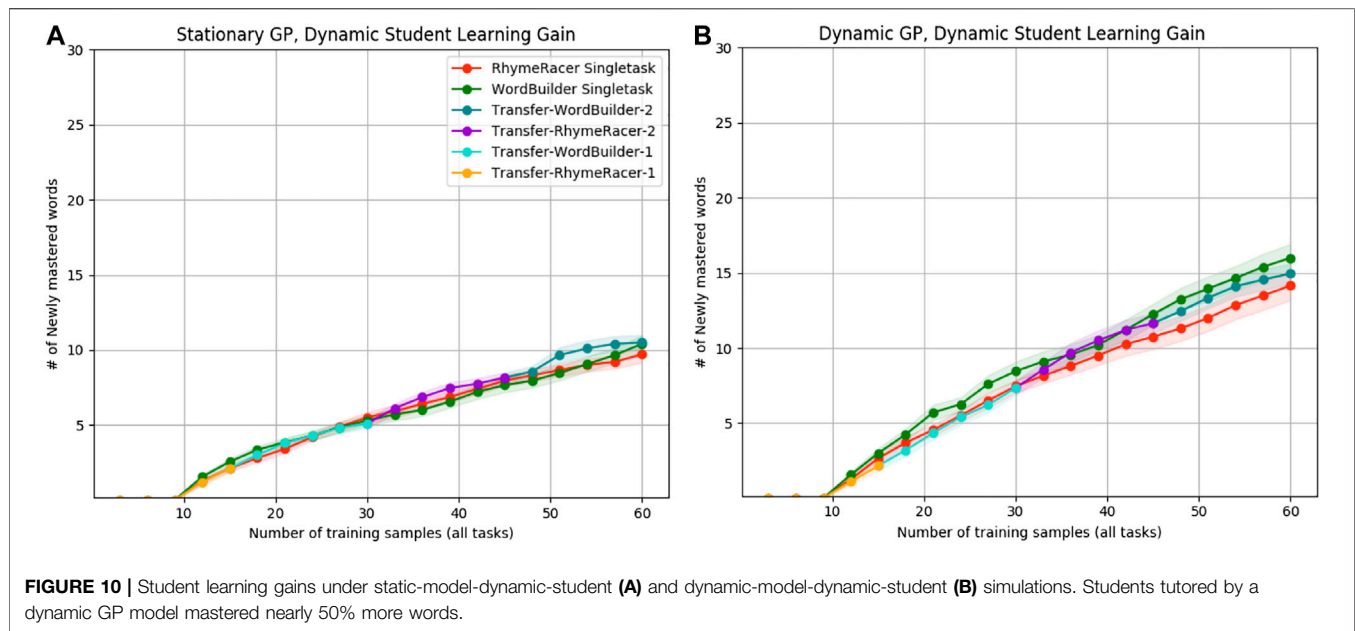 A
Stationary GP, Dynamic Student Learning Gain
30
25
20
15
10
5
# of Newly mastered words
RhymeRacer Singletask
WordBuilder Singletask
Transfer-WordBuilder-2
Transfer-RhymeRacer-2
Transfer-WordBuilder-1
Transfer-RhymeRacer-1
10 20 30 40 50 60
Number of training samples (all tasks)
B
Dynamic GP, Dynamic Student Learning Gain
30
25
20
15
10
5
# of Newly mastered words
10 20 30 40 50 60
Number of training samples (all tasks)
FIGURE 10 | Student learning gains under static-model-dynamic-student (A) and dynamic-model-dynamic-student (B) simulations. Students tutored by a
dynamic GP model mastered nearly 50% more words.